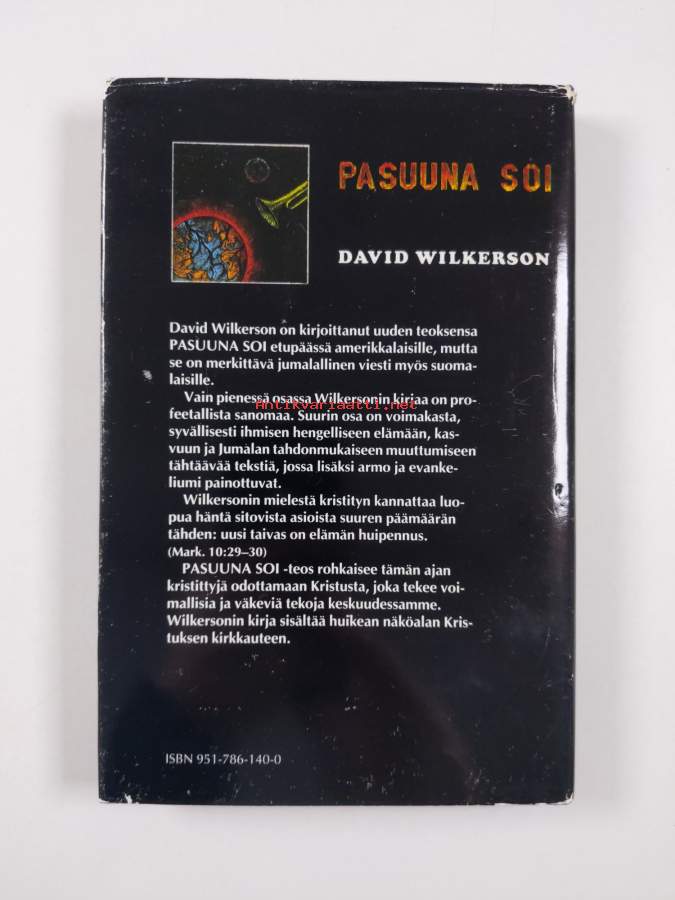 PASUUNA SOI
DAVID WILKERSON
David Wilkerson on kirjoittanut uuden teoksensa
PASUUNA SOI etupäässä amerikkalaisille, mutta
se on merkittävä jumalallinen viesti myös suoma-
laisille.
Vain pienessä osassa Wilkersonin kirjaa on pro-
Antikvariaatti.net
feetallista sanomaa. Suurin osa on voimakasta,
syvällisesti ihmisen hengelliseen elämään, kas-
vuun ja Jumalan tahdonmukaiseen muuttumiseen
tähtäävää tekstiä, jossa lisäksi armo ja evanke-
liumi painottuvat.
Wilkersonin mielestä kristityn kannattaa luo-
pua häntä sitovista asioista suuren päämäärän
tähden: uusi taivas on elämän huipennus.
(Mark. 10:29–30)
PASUUNA SOI -teos rohkaisee tämän ajan
kristittyjä odottamaan Kristusta, joka tekee voi-
mallisia ja väkeviä tekoja keskuudessamme.
Wilkersonin kirja sisältää huikean näköalan Kris-
tuksen kirkkauteen.
ISBN 951-786-140-0